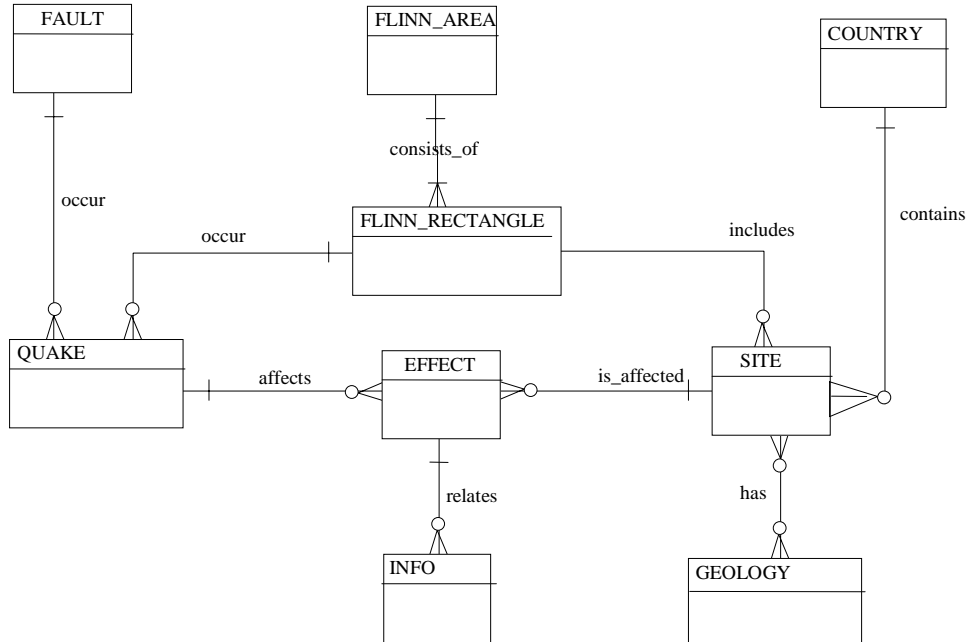 FAULT
FLINN_AREA
COUNTRY
consists_of
occur
FLINN_RECTANGLE
contains
occur
includes
QUAKE
EFFECT
SITE
affects
is_affected
relates
has
INFO
GEOLOGY